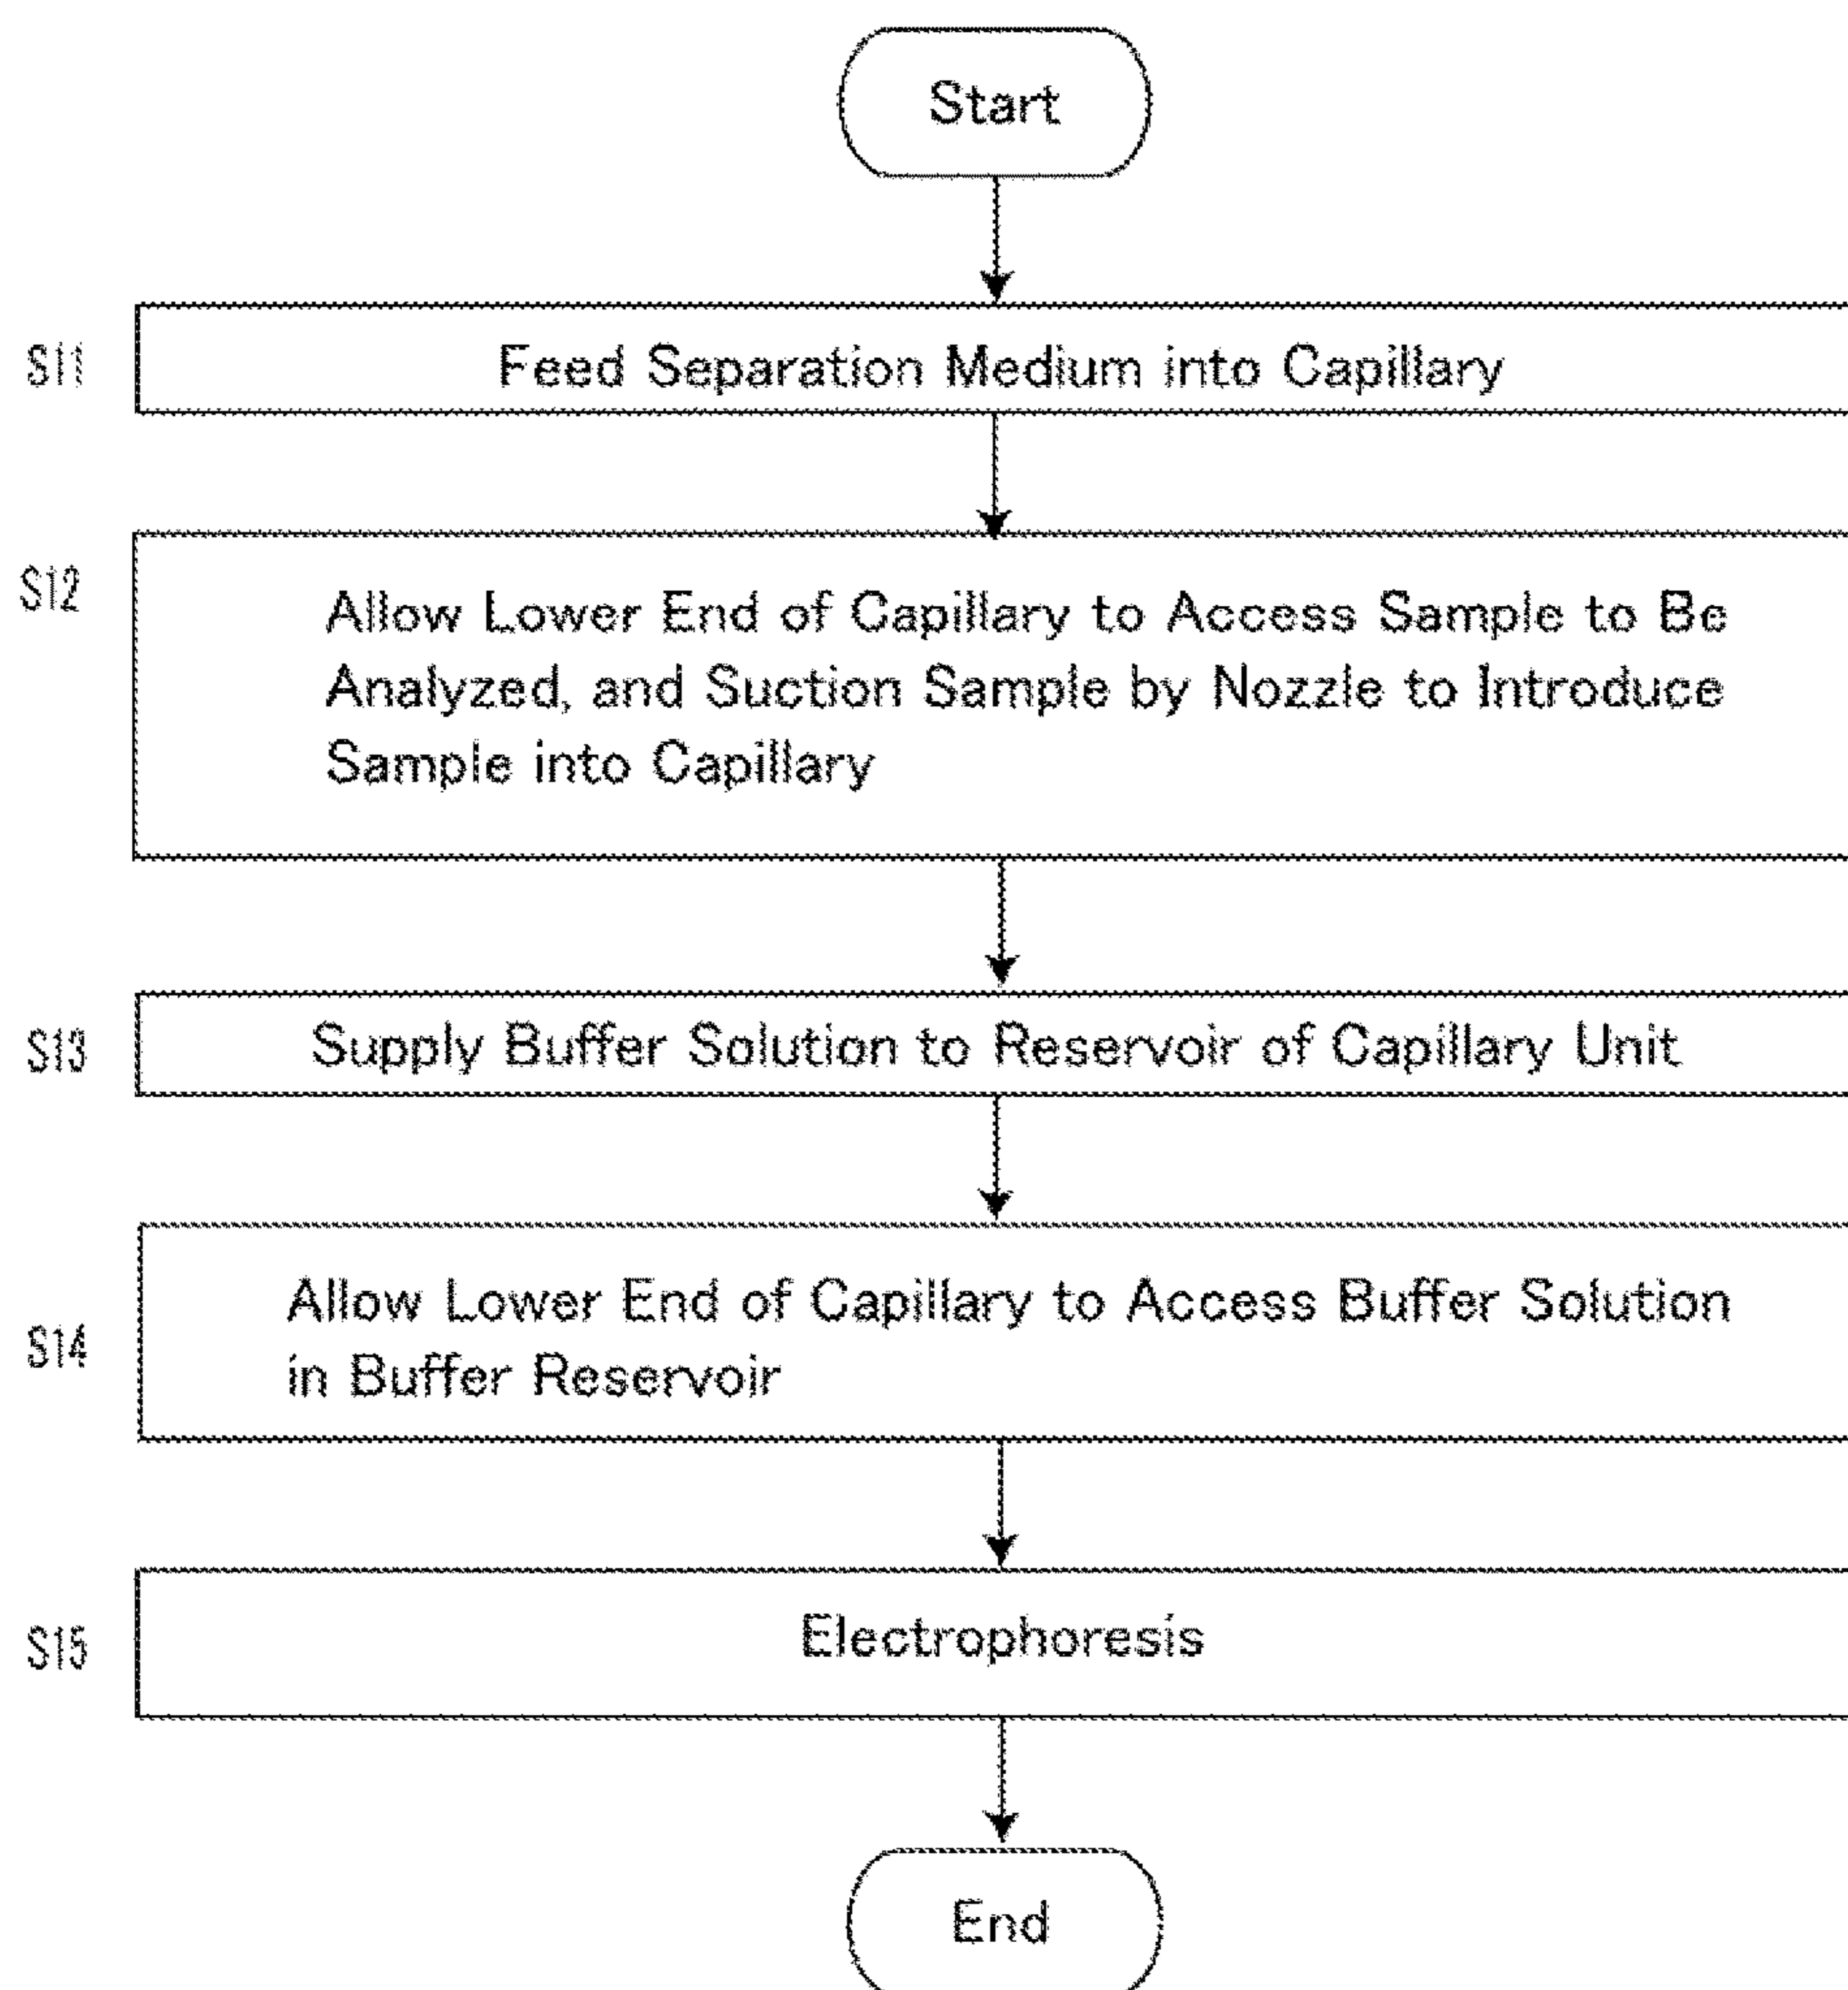 Start
S11
Feed Separation Medium into Capillary
S12
Allow Lower End of Capillary to Access Sample to Be
Analyzed, and Suction Sample by Nozzle to Introduce
Sample into Capillary
S13
Supply Buffer Solution to Reservoir of Capillary Unit
S14
Allow Lower End of Capillary to Access Buffer Solution
in Buffer Reservoir
S15
Electrophoresis
End